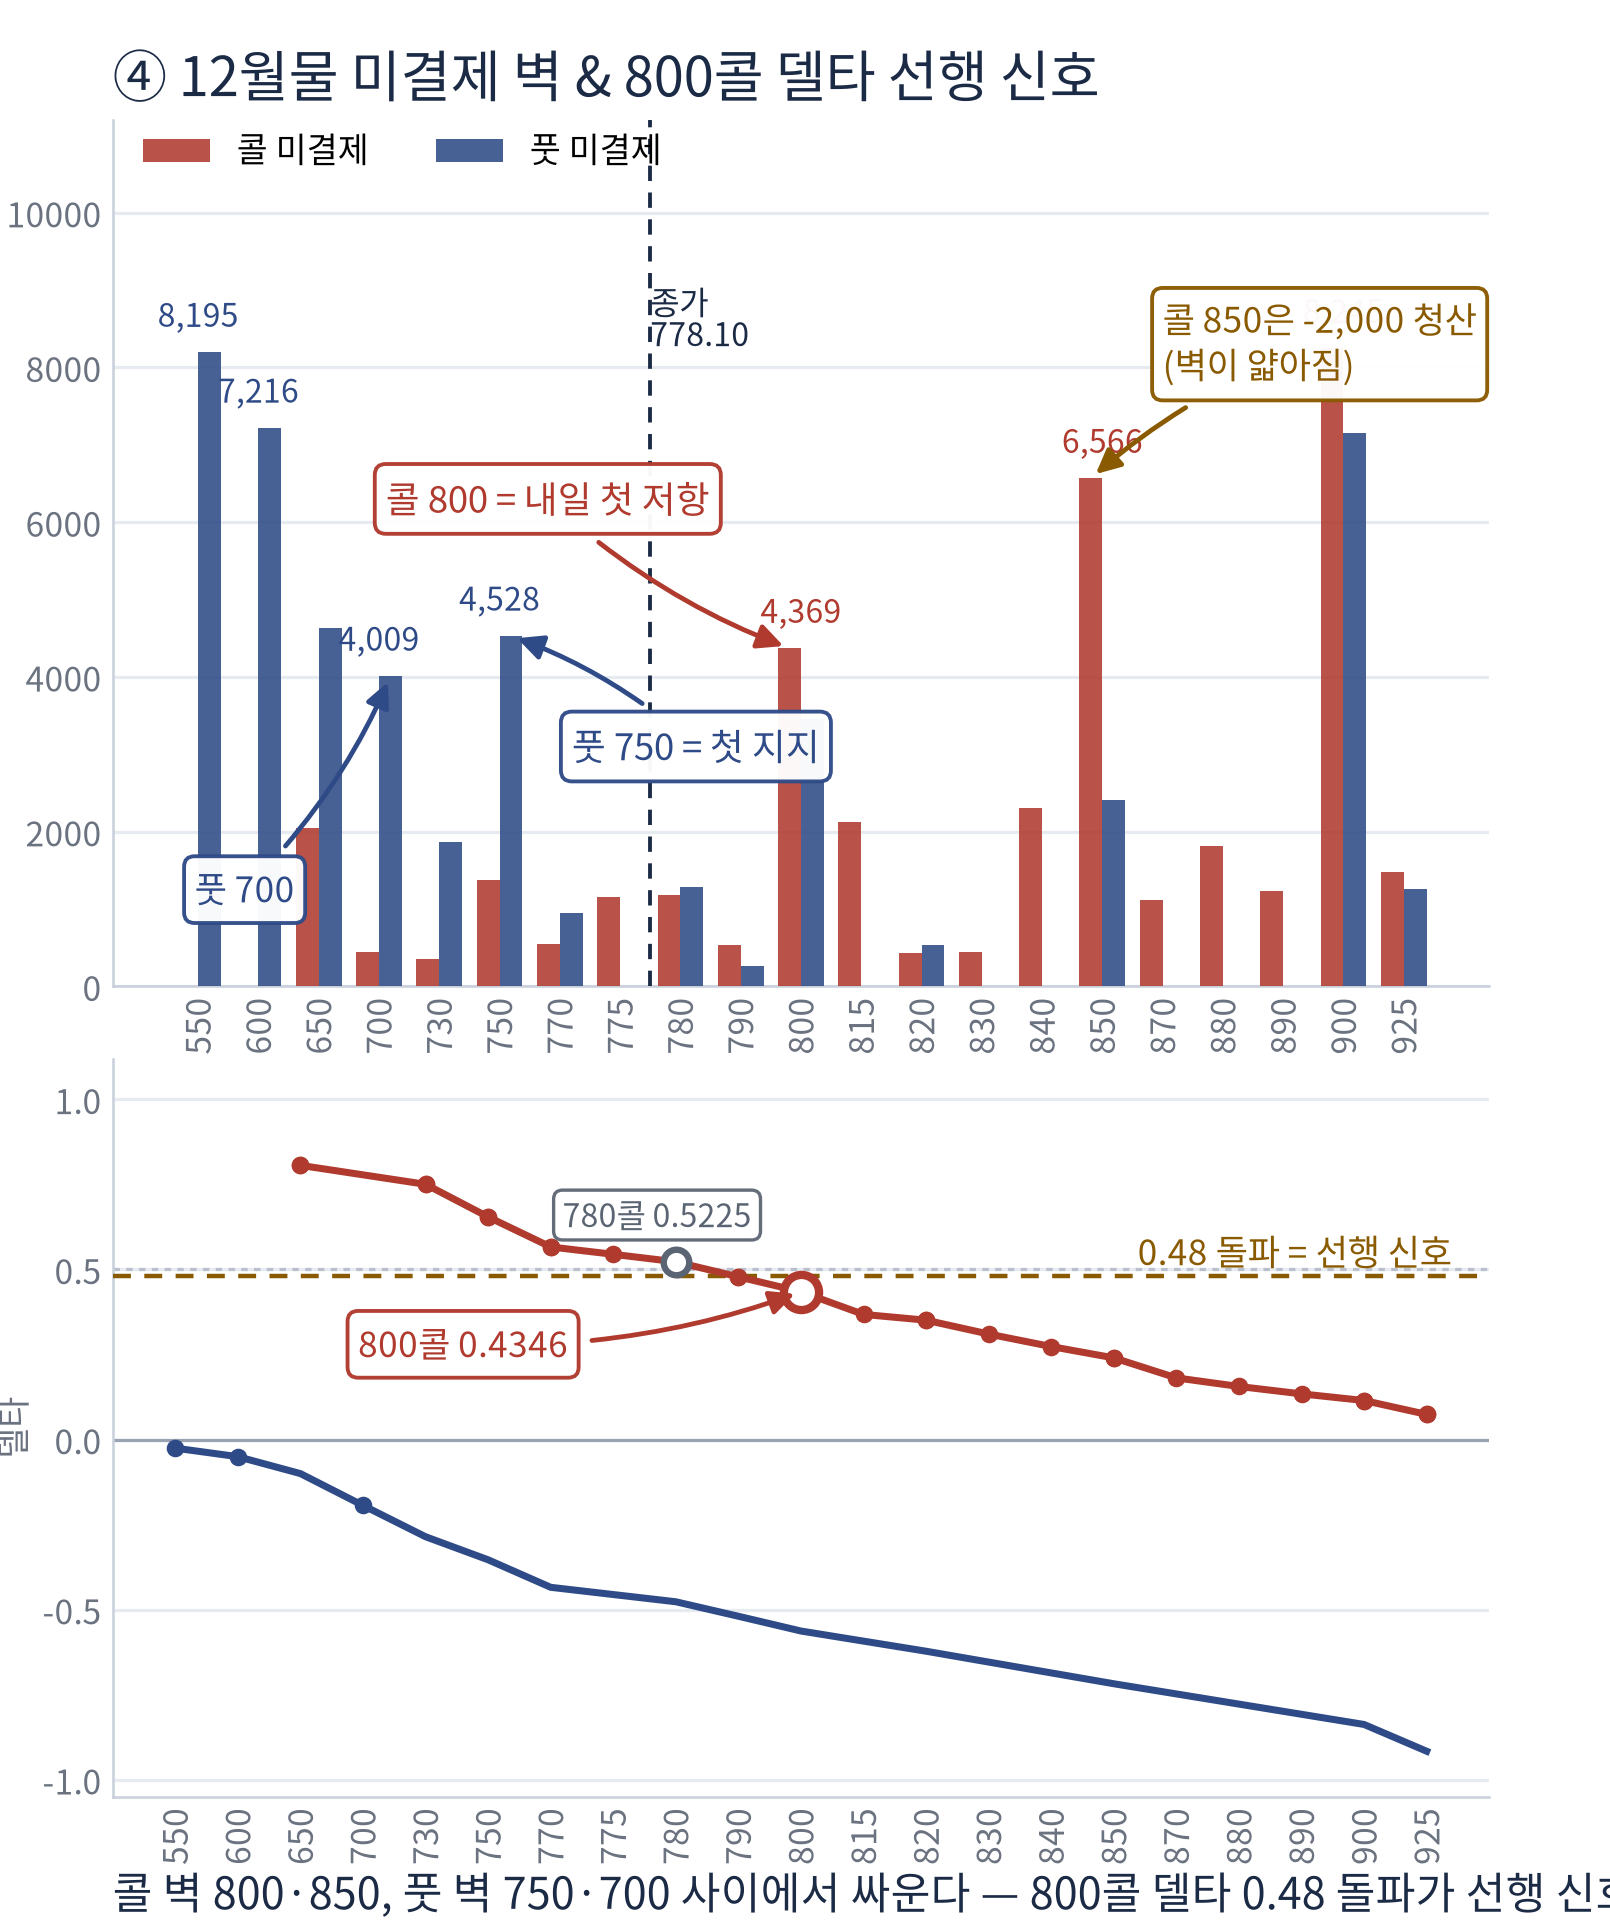 ④ 12월물 미결제 벽 & 800콜 델타 선행 신호
콜 미결제
풋 미결제
10000
8000
6000
4000
2000
0
8,195
7,216
4,009
4,528
종가
778.10
4,369
6,566
콜 850은 -2,000 청산
(벽이 얇아짐)
콜 800 = 내일 첫 저항
풋 750 = 첫 지지
풋 700
550 600 650 700 730 750 770 775 780 790 800 815 820 830 840 850 870 880 890 900 925
델타
1.0
0.5
0.0
-0.5
-1.0
780콜 0.5225
0.48 돌파 = 선행 신호
800콜 0.4346
550 600 650 700 730 750 770 775 780 790 800 815 820 830 840 850 870 880 890 900 925
콜 벽 800·850, 풋 벽 750·700 사이에서 싸운다 — 800콜 델타 0.48 돌파가 선행 신호